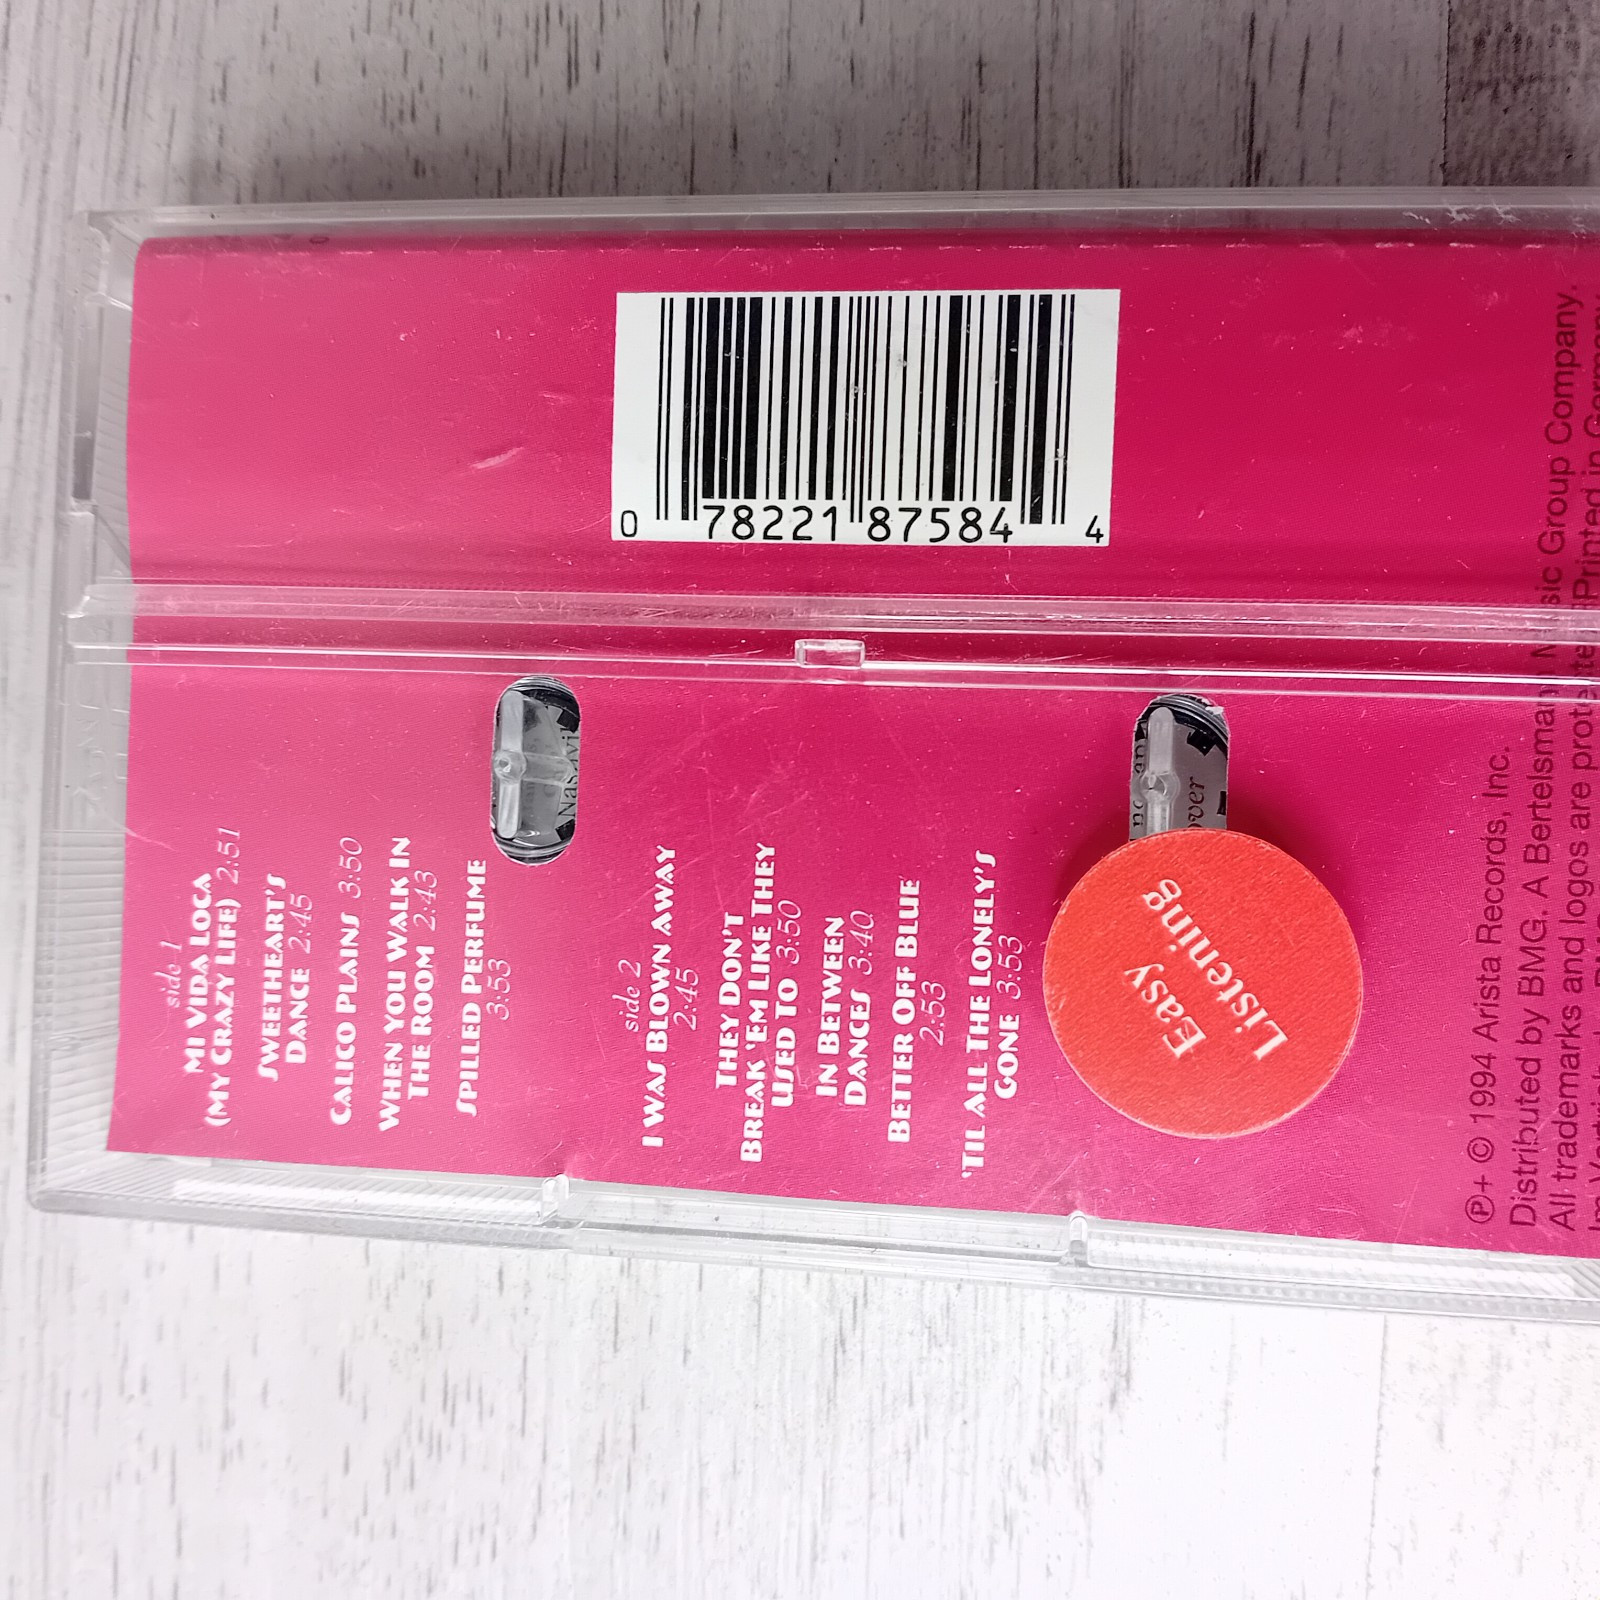 0 78221 87584 4
side 1
MI VIDA LOCA
(MY CRAZY LIFE) 2:51
SWEETHEART'S
DANCE 2:45
CALICO PLAINS 3:50
WHEN YOU WALK IN
THE ROOM 2:43
SPILLED PERFUME
3:53
side 2
I WAS BLOWN AWAY
2:45
THEY DON'T
BREAK 'EM LIKE THEY
USED TO 3:50
IN BETWEEN
DANCES 3:40
BETTER OFF BLUE
2:53
'TIL ALL THE LONELY'S
GONE 3:53
Easy
Listening
℗+ © 1994 Arista Records, Inc.
Distributed by BMG. A Bertelsmann Music Group Company.
All trademarks and logos are protected. Printed in Germany